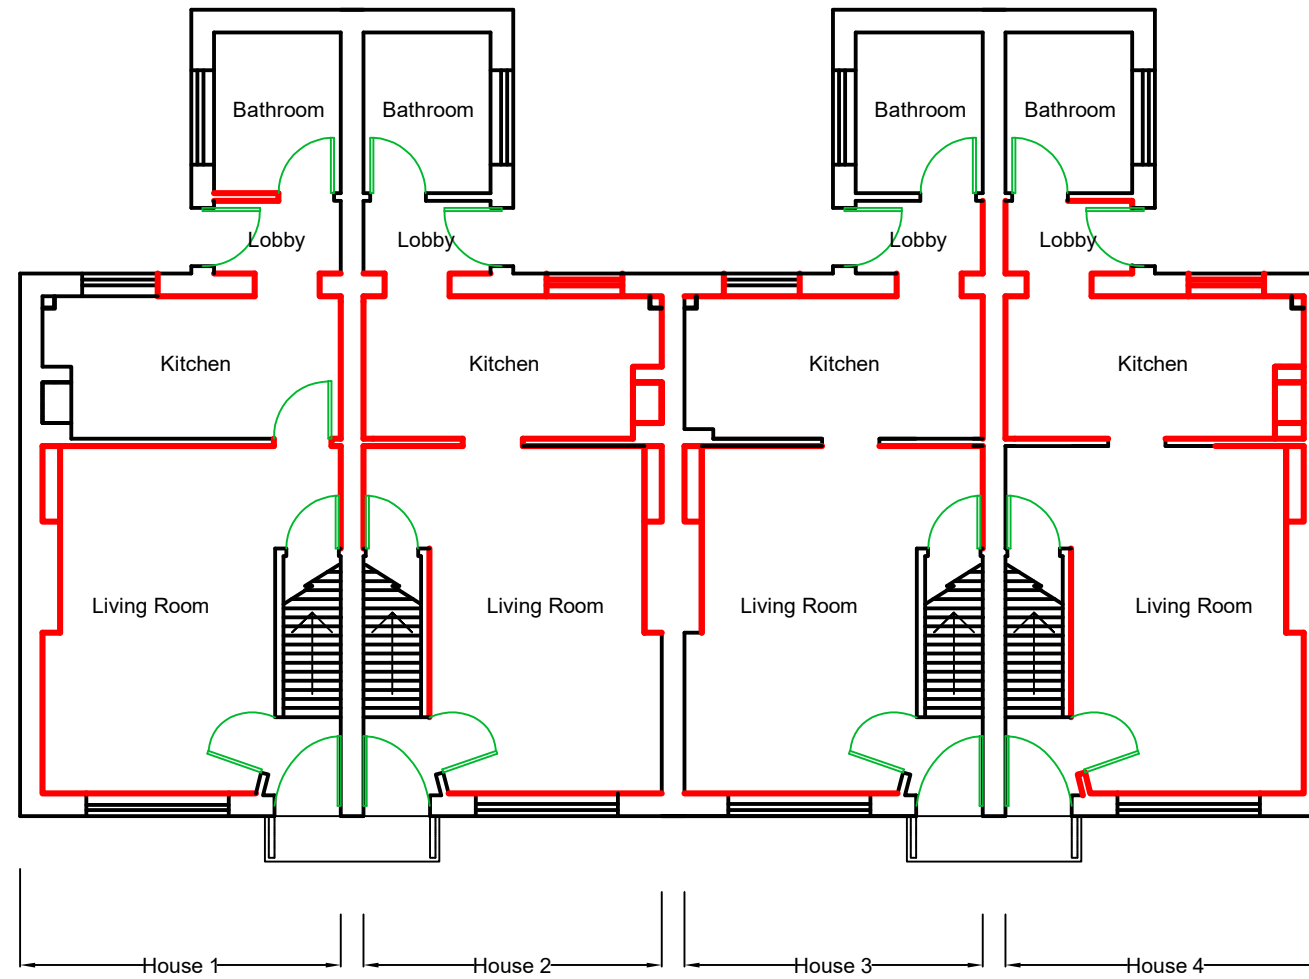 Bathroom Bathroom Bathroom Bathroom
Lobby Lobby Lobby Lobby
Kitchen Kitchen Kitchen Kitchen
Living Room Living Room Living Room Living Room
House 1 House 2 House 3 House 4